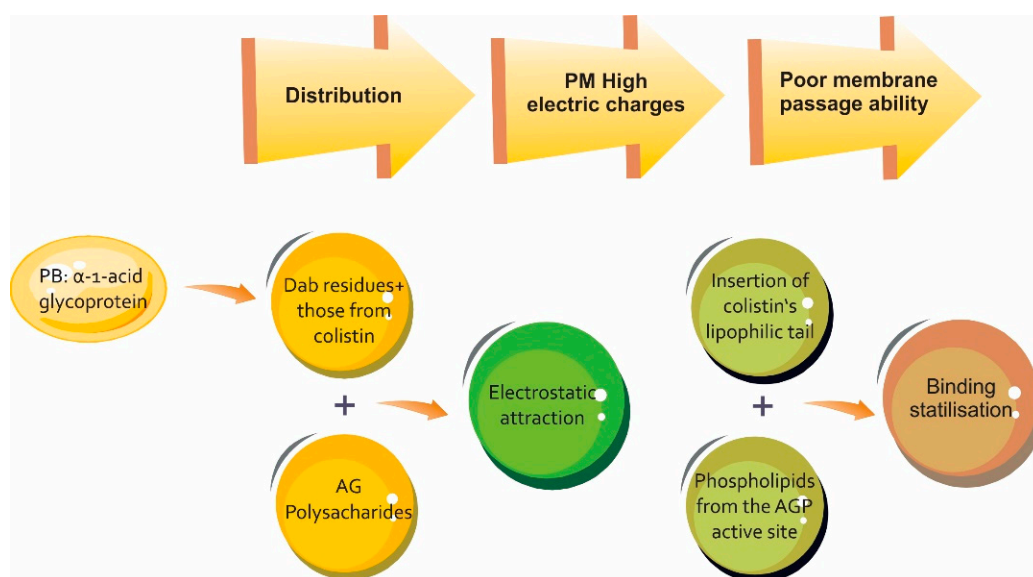 Distribution
PM High
electric charges
Poor membrane
passage ability
PB: α-1-acid
glycoprotein
Dab residues+
those from
colistin
+
AG
Polysacharides
Electrostatic
attraction
Insertion of
colistin's
lipophilic tail
+
Phospholipids
from the AGP
active site
Binding
statilisation